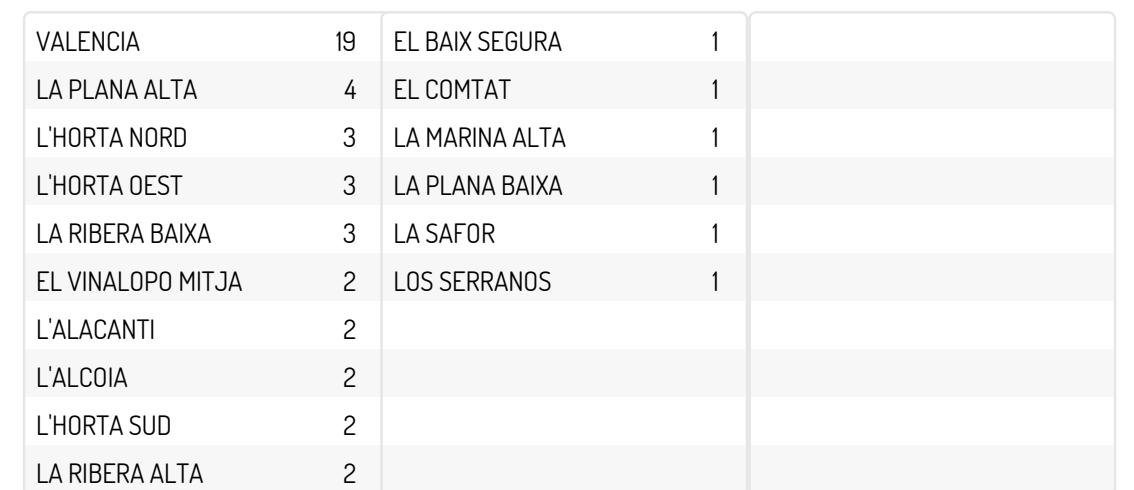 VALENCIA 19
LA PLANA ALTA 4
L'HORTA NORD 3
L'HORTA OEST 3
LA RIBERA BAIXA 3
EL VINALOPO MITJA 2
L'ALACANTI 2
L'ALCOIA 2
L'HORTA SUD 2
LA RIBERA ALTA 2
EL BAIX SEGURA 1
EL COMTAT 1
LA MARINA ALTA 1
LA PLANA BAIXA 1
LA SAFOR 1
LOS SERRANOS 1